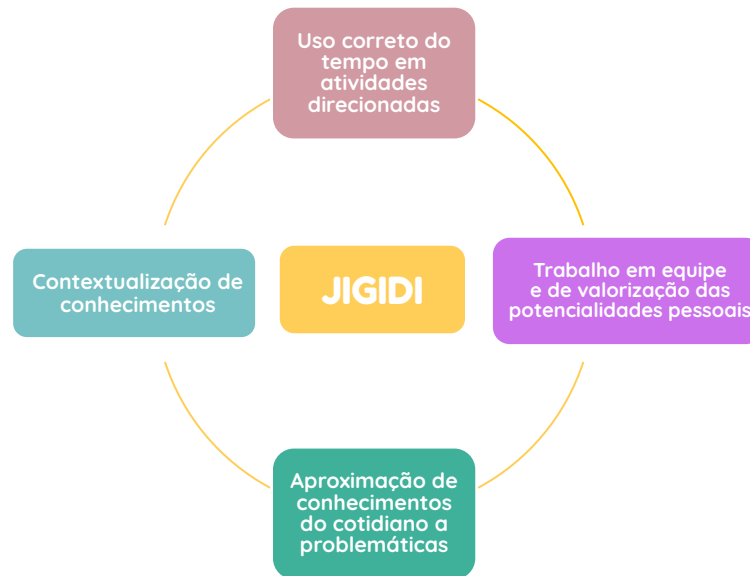 Uso correto do
tempo em
atividades
direcionadas
Contextualização de
conhecimentos
JIGIDI
Trabalho em equipe
e de valorização das
potencialidades pessoais
Aproximação de
conhecimentos
do cotidiano a
problemáticas